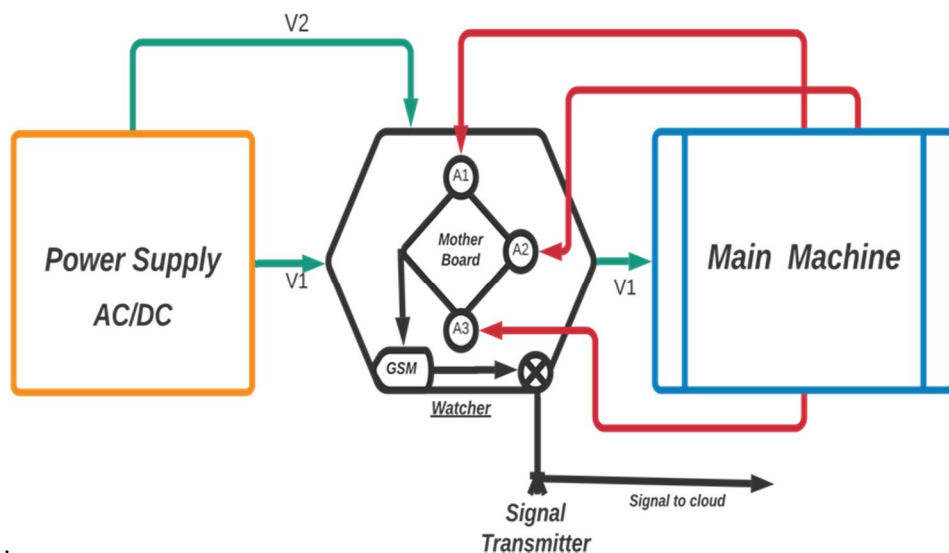 V2
Power Supply
AC/DC
V1
A1
Mother
Board
A2
A3
GSM
Watcher
V1
Main Machine
Signal to cloud
Signal
Transmitter
.